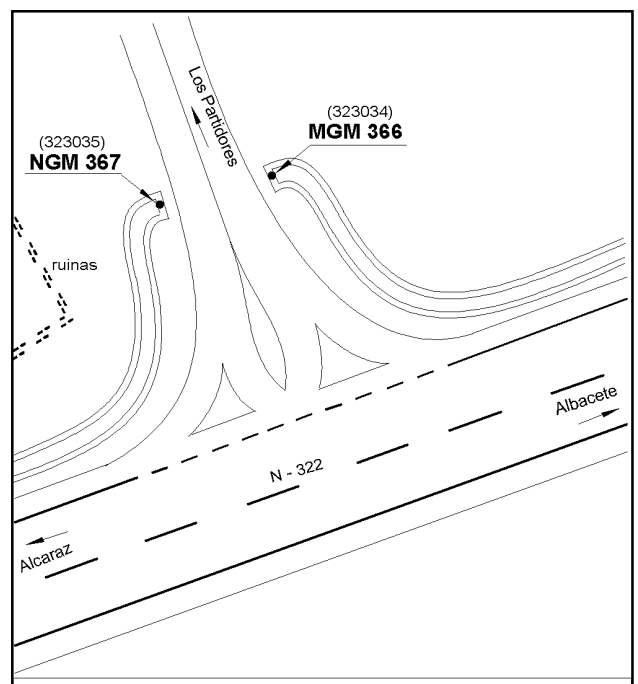 Los Partidores
(323034)
MGM 366
(323035)
NGM 367
ruinas
Albacete
N - 322
Alcaraz